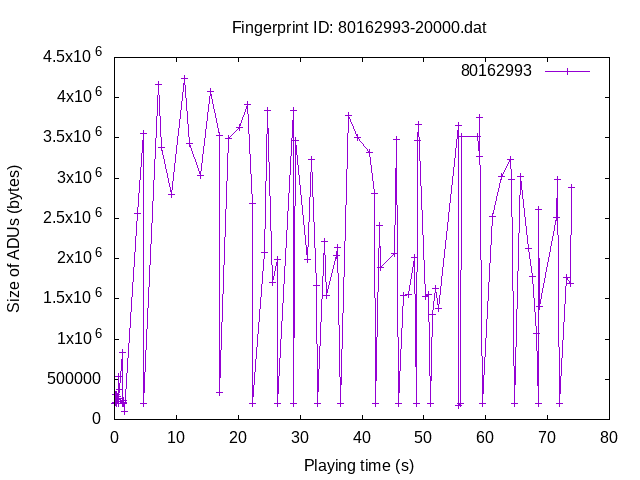 Fingerprint ID: 80162993-20000.dat
80162993
Size of ADUs (bytes)
4.5x10^6
4x10^6
3.5x10^6
3x10^6
2.5x10^6
2x10^6
1.5x10^6
1x10^6
500000
0
0 10 20 30 40 50 60 70 80
Playing time (s)